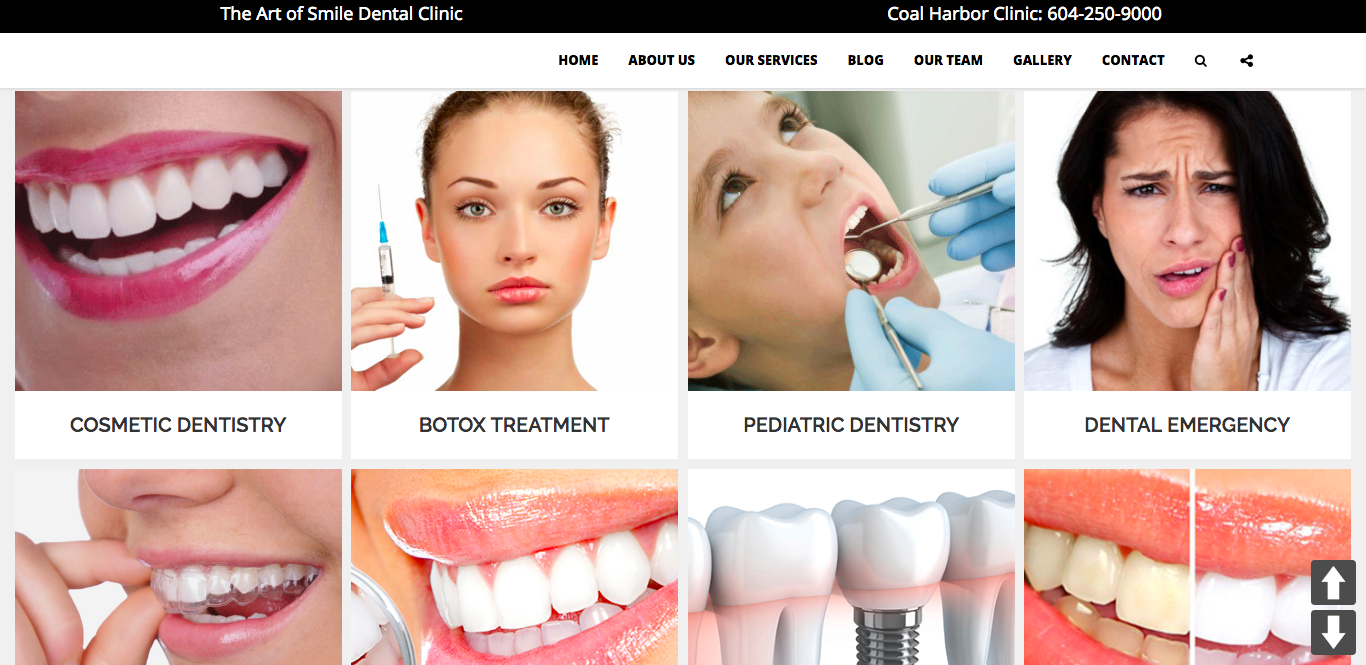 The Art of Smile Dental Clinic
Coal Harbor Clinic: 604-250-9000
HOME ABOUT US OUR SERVICES BLOG OUR TEAM GALLERY CONTACT
COSMETIC DENTISTRY
BOTOX TREATMENT
PEDIATRIC DENTISTRY
DENTAL EMERGENCY